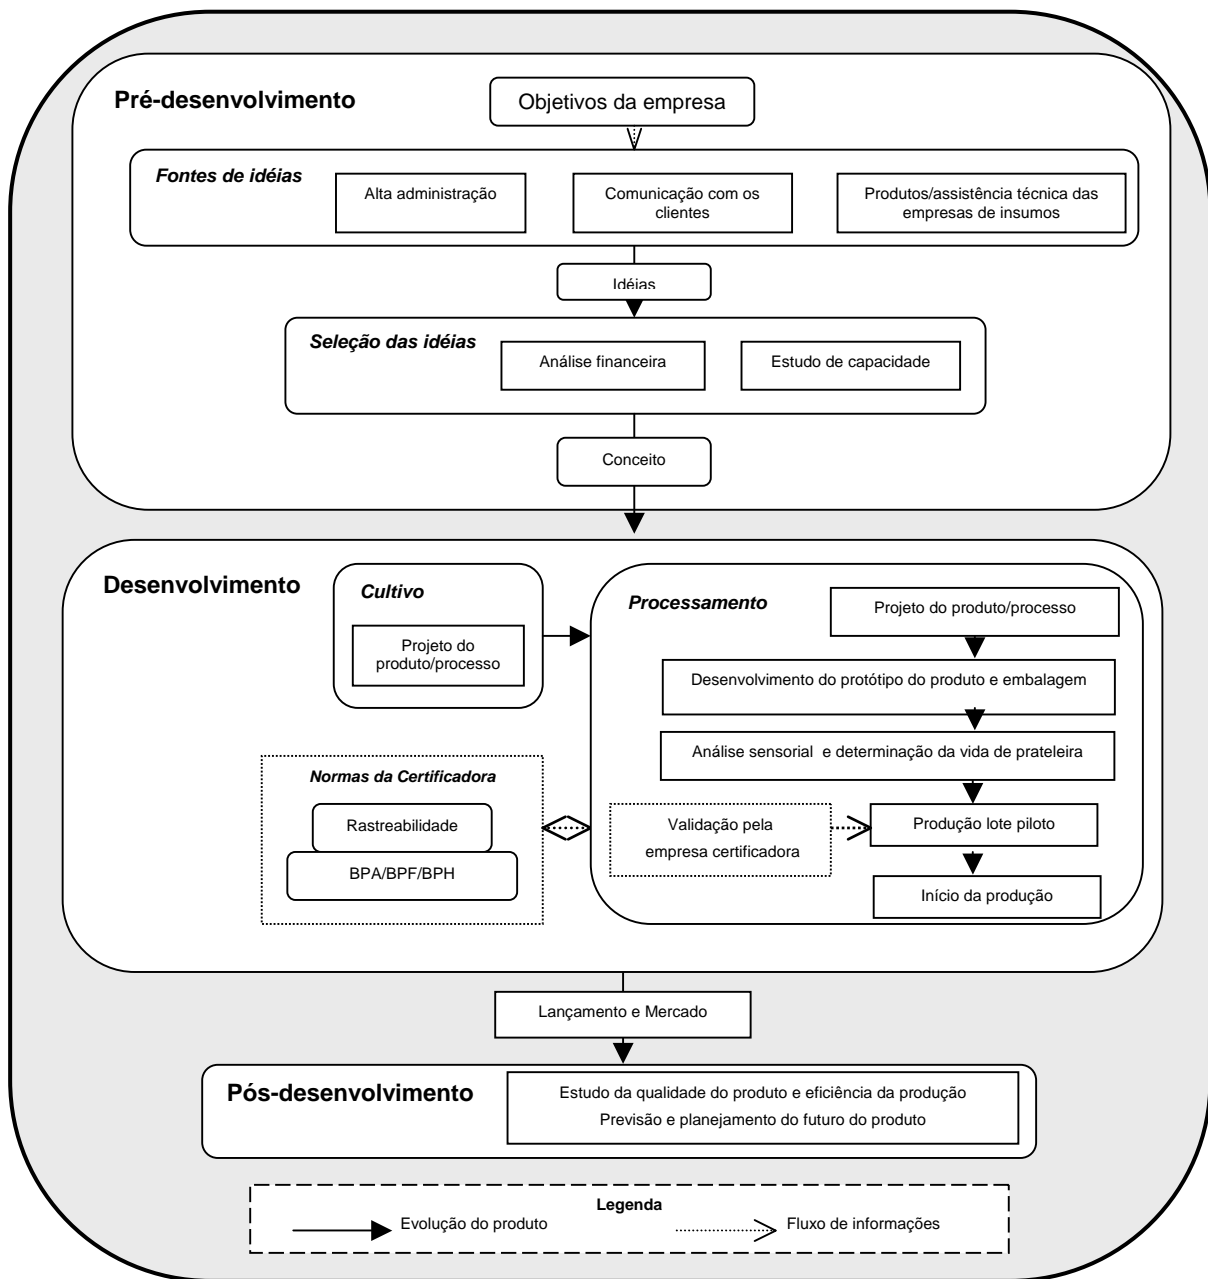 Pré-desenvolvimento
Objetivos da empresa
Fontes de idéias
Alta administração
Comunicação com os
clientes
Produtos/assistência técnica das
empresas de insumos
Idéias
Seleção das idéias
Análise financeira
Estudo de capacidade
Conceito
Desenvolvimento
Cultivo
Projeto do
produto/processo
Processamento
Projeto do produto/processo
Desenvolvimento do protótipo do produto e embalagem
Análise sensorial e determinação da vida de prateleira
Normas da Certificadora
Rastreabilidade
BPA/BPF/BPH
Validação pela
empresa certificadora
Produção lote piloto
Início da produção
Lançamento e Mercado
Pós-desenvolvimento
Estudo da qualidade do produto e eficiência da produção
Previsão e planejamento do futuro do produto
Legenda
Evolução do produto
Fluxo de informações